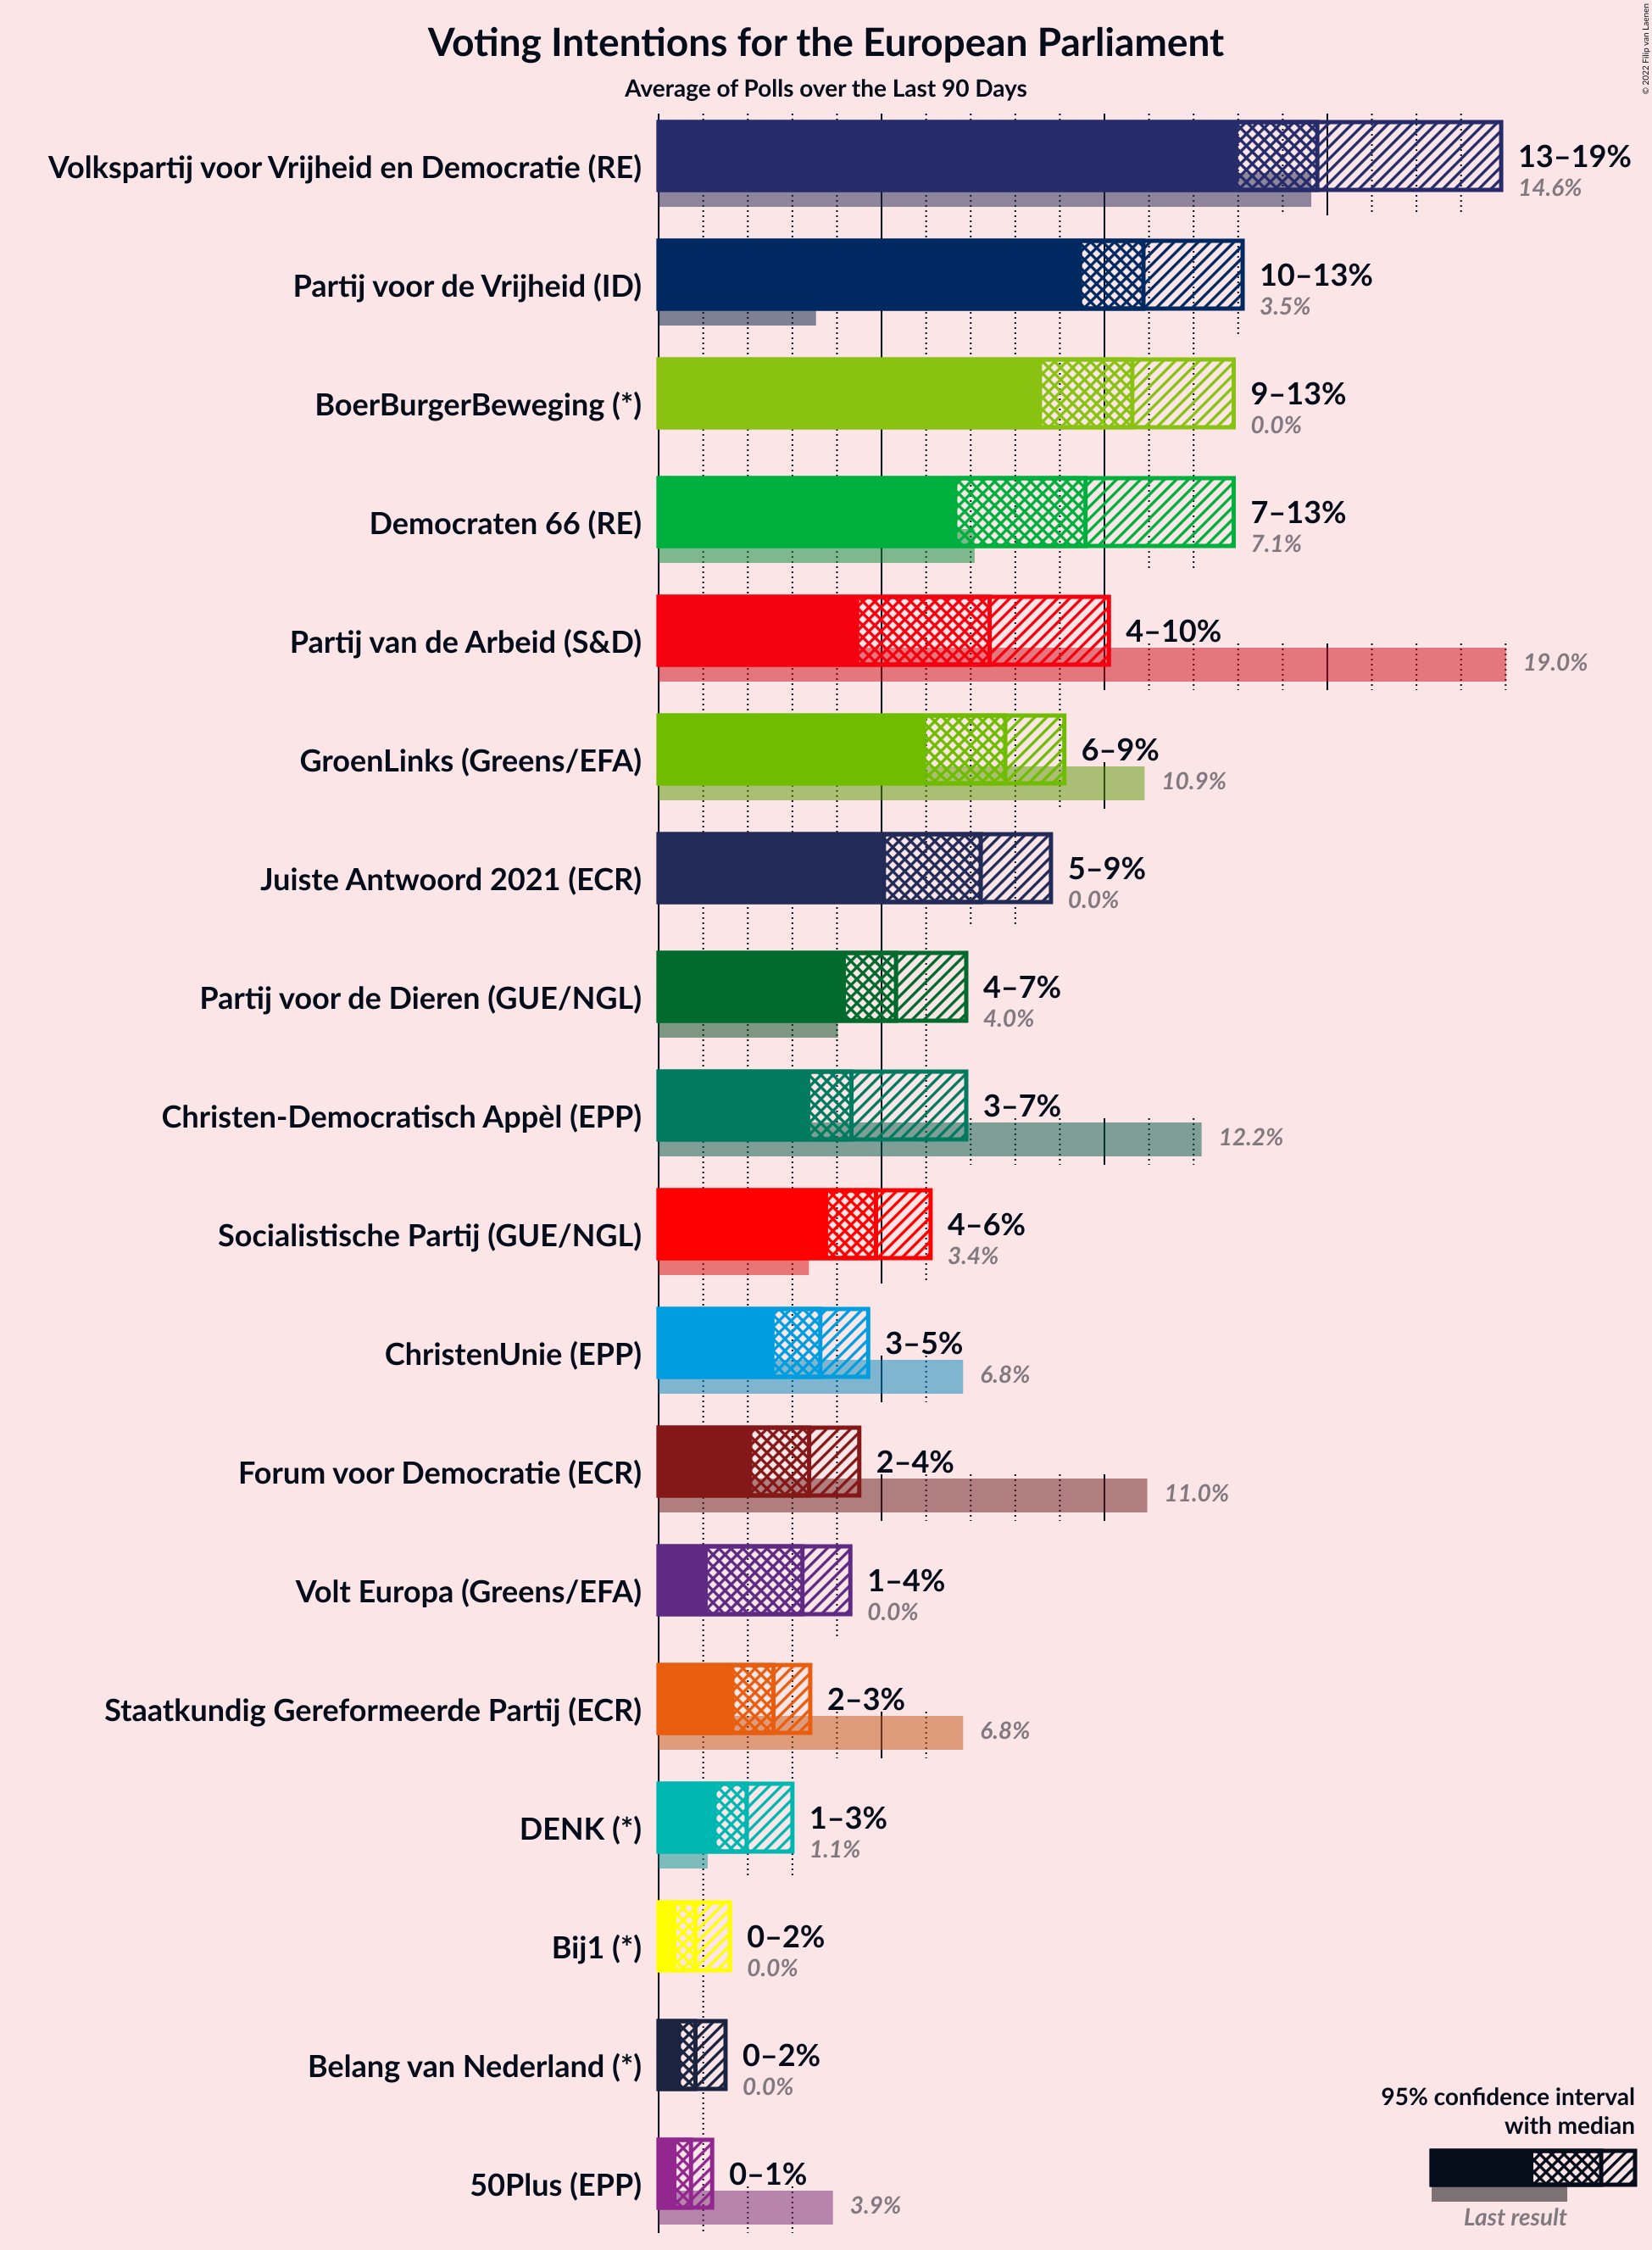 Voting Intentions for the European Parliament
Average of Polls over the Last 90 Days
© 2022 Filip van Laenen
Volkspartij voor Vrijheid en Democratie (RE)
13–19%
14.6%
Partij voor de Vrijheid (ID)
10–13%
3.5%
BoerBurgerBeweging (*)
9–13%
0.0%
Democraten 66 (RE)
7–13%
7.1%
Partij van de Arbeid (S&D)
4–10%
19.0%
GroenLinks (Greens/EFA)
6–9%
10.9%
Juiste Antwoord 2021 (ECR)
5–9%
0.0%
Partij voor de Dieren (GUE/NGL)
4–7%
4.0%
Christen-Democratisch Appèl (EPP)
3–7%
12.2%
Socialistische Partij (GUE/NGL)
4–6%
3.4%
ChristenUnie (EPP)
3–5%
6.8%
Forum voor Democratie (ECR)
2–4%
11.0%
Volt Europa (Greens/EFA)
1–4%
0.0%
Staatkundig Gereformeerde Partij (ECR)
2–3%
6.8%
DENK (*)
1–3%
1.1%
Bij1 (*)
0–2%
0.0%
Belang van Nederland (*)
0–2%
0.0%
50Plus (EPP)
0–1%
3.9%
95% confidence interval
with median
Last result